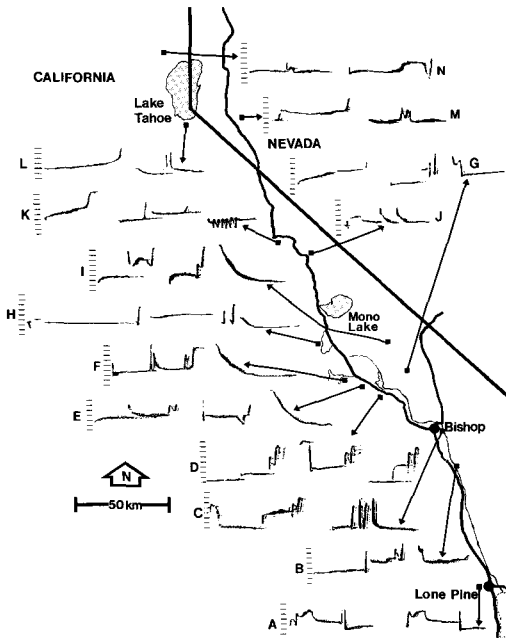 N
CALIFORNIA
Lake
Tahoe
M
NEVADA
L
G
K
J
I
H
Mono
Lake
F
E
Bishop
D
N
50 km
C
B
Lone Pine
A